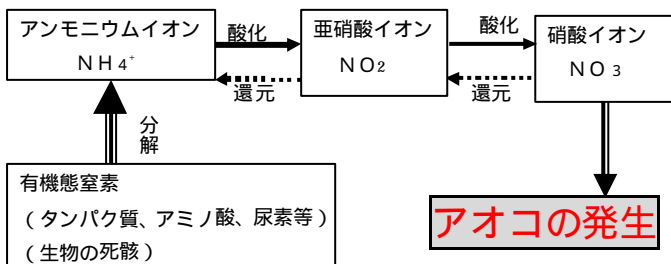 アンモニウムイオン
NH₄⁺
酸化
還元
亜硝酸イオン
NO₂
酸化
還元
硝酸イオン
NO₃
分解
有機態窒素
（タンパク質、アミノ酸、尿素等）
（生物の死骸）
アオコの発生